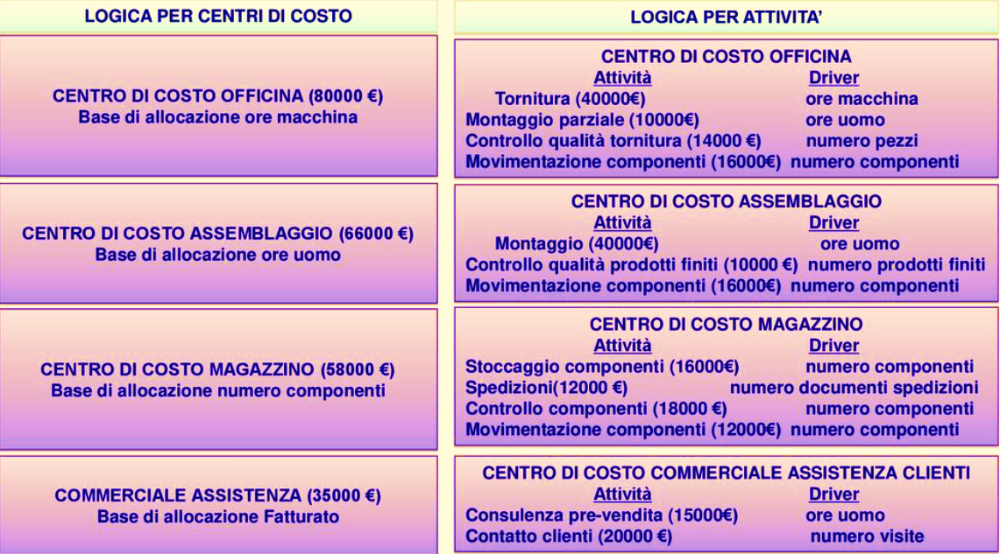 LOGICA PER CENTRI DI COSTO
CENTRO DI COSTO OFFICINA (80000 €)
Base di allocazione ore macchina
CENTRO DI COSTO ASSEMBLAGGIO (66000 €)
Base di allocazione ore uomo
CENTRO DI COSTO MAGAZZINO (58000 €)
Base di allocazione numero componenti
COMMERCIALE ASSISTENZA (35000 €)
Base di allocazione Fatturato
LOGICA PER ATTIVITA'
CENTRO DI COSTO OFFICINA
Attività Driver
Tornitura (40000€) ore macchina
Montaggio parziale (10000€) ore uomo
Controllo qualità tornitura (14000 €) numero pezzi
Movimentazione componenti (16000€) numero componenti
CENTRO DI COSTO ASSEMBLAGGIO
Attività Driver
Montaggio (40000€) ore uomo
Controllo qualità prodotti finiti (10000 €) numero prodotti finiti
Movimentazione componenti (16000€) numero componenti
CENTRO DI COSTO MAGAZZINO
Attività Driver
Stoccaggio componenti (16000€) numero componenti
Spedizioni(12000 €) numero documenti spedizioni
Controllo componenti (18000 €) numero componenti
Movimentazione componenti (12000€) numero componenti
CENTRO DI COSTO COMMERCIALE ASSISTENZA CLIENTI
Attività Driver
Consulenza pre-vendita (15000€) ore uomo
Contatto clienti (20000 €) numero visite